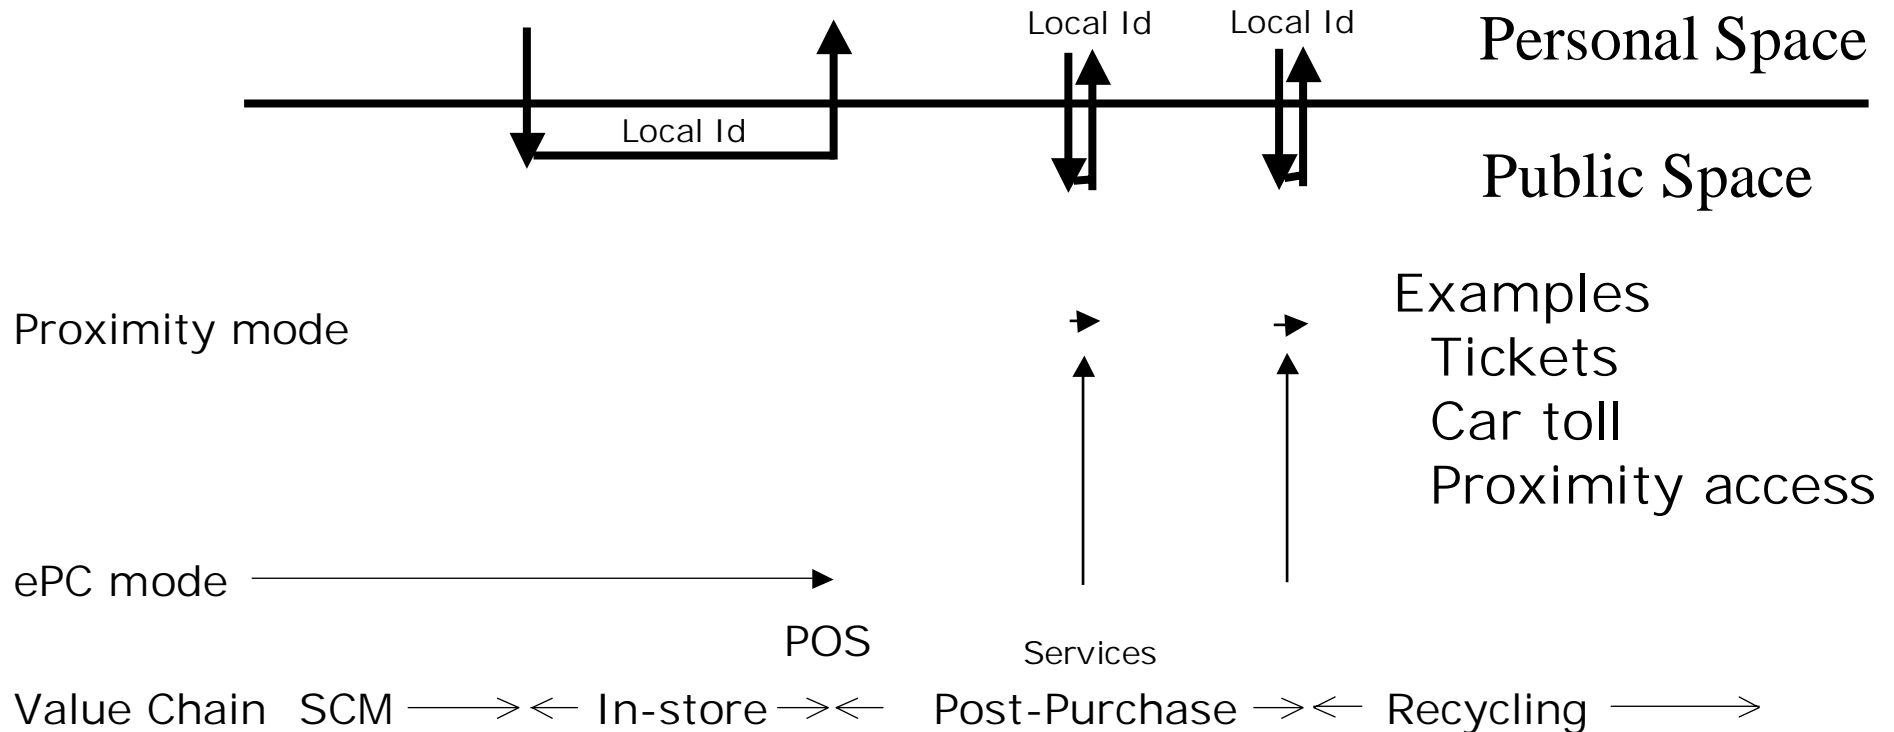 Local Id
Local Id
Personal Space
Local Id
Public Space
Proximity mode
Examples
Tickets
Car toll
Proximity access
ePC mode
POS
Services
Value Chain SCM In-store Post-Purchase Recycling